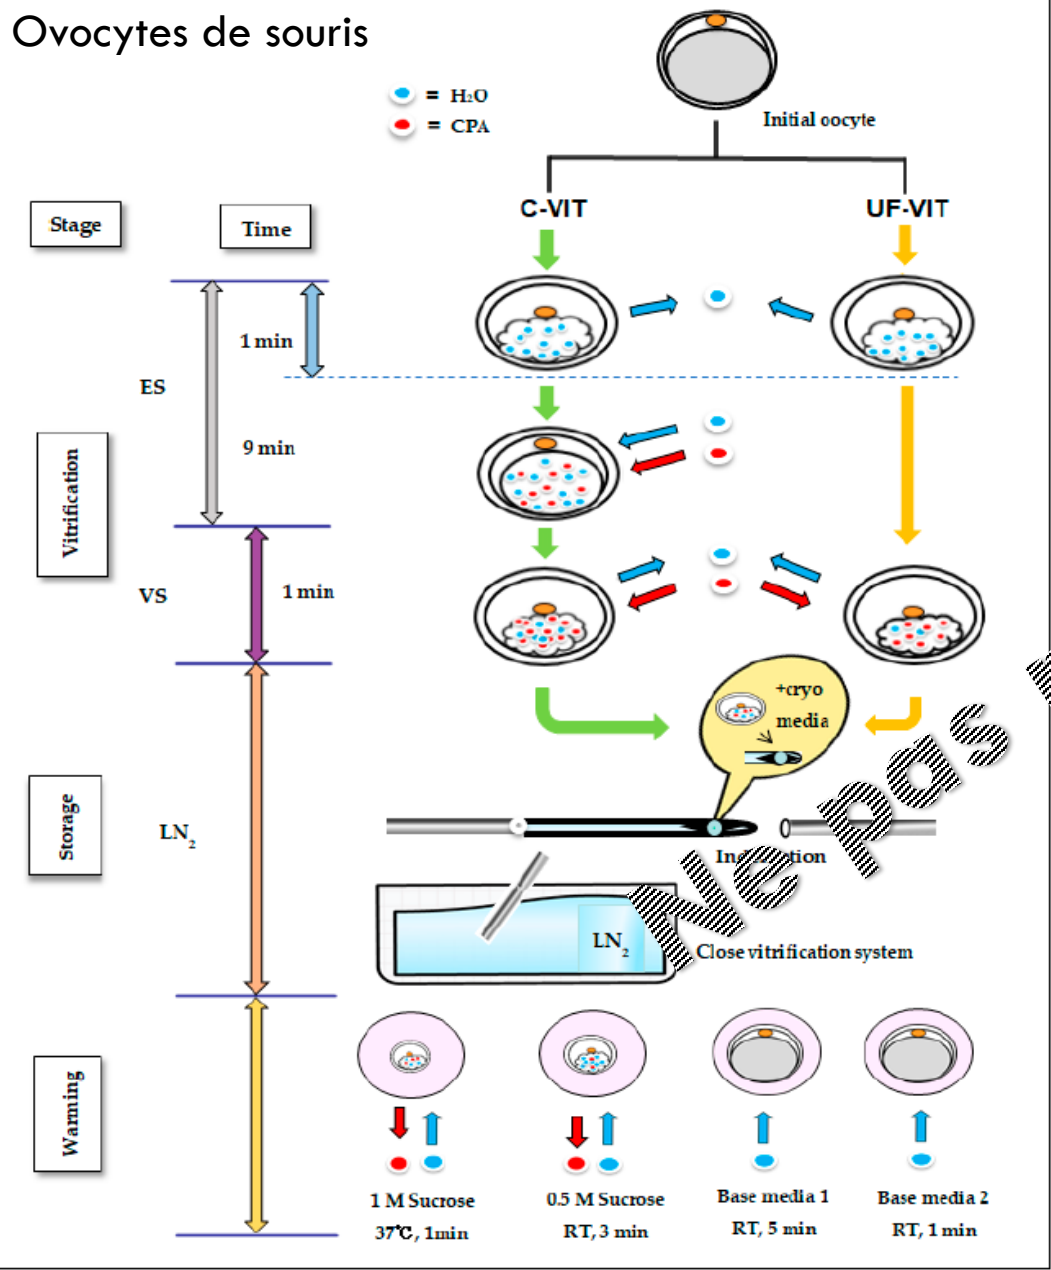 Ovocytes de souris
= H₂O
= CPA
Initial oocyte
C-VIT
UF-VIT
Stage
Time
1 min
ES
9 min
Vitrification
VS
1 min
+cryo
media
Storage
LN₂
Ne pas
LN₂
Close vitrification system
Warming
1 M Sucrose
37℃, 1min
0.5 M Sucrose
RT, 3 min
Base media 1
RT, 5 min
Base media 2
RT, 1 min